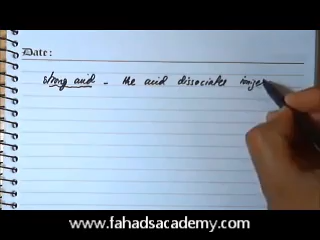 Date:
strong acid - the acid dissociates
www.fahadsacademy.com